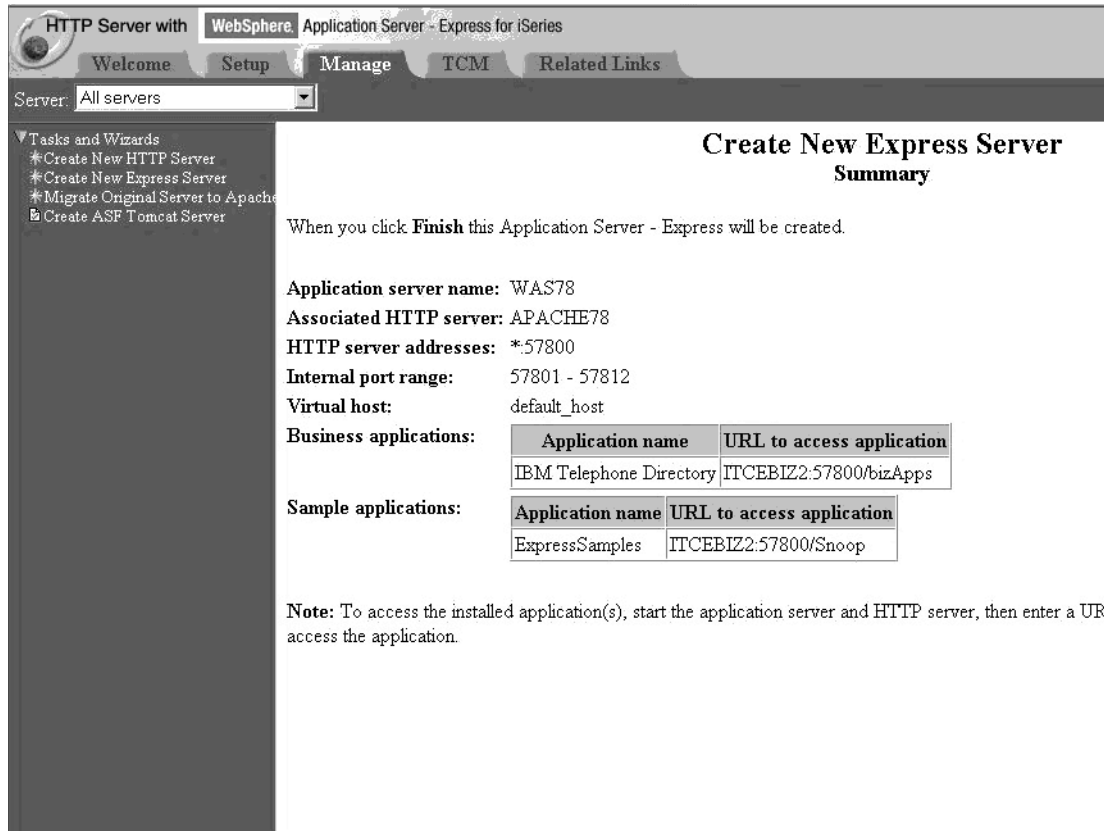 HTTP Server with WebSphere. Application Server - Express for iSeries
Welcome Setup Manage TCM Related Links
Server: All servers
Tasks and Wizards
Create New HTTP Server
Create New Express Server
Migrate Original Server to Apache
Create ASF Tomcat Server
Create New Express Server
Summary
When you click Finish this Application Server - Express will be created.
Application server name: WAS78
Associated HTTP server: APACHE78
HTTP server addresses: *:57800
Internal port range: 57801 - 57812
Virtual host: default_host
Business applications: Application name URL to access application
IBM Telephone Directory ITCEBIZ2:57800/bizApps
Sample applications: Application name URL to access application
ExpressSamples ITCEBIZ2:57800/Snoop
Note: To access the installed application(s), start the application server and HTTP server, then enter a UR
access the application.